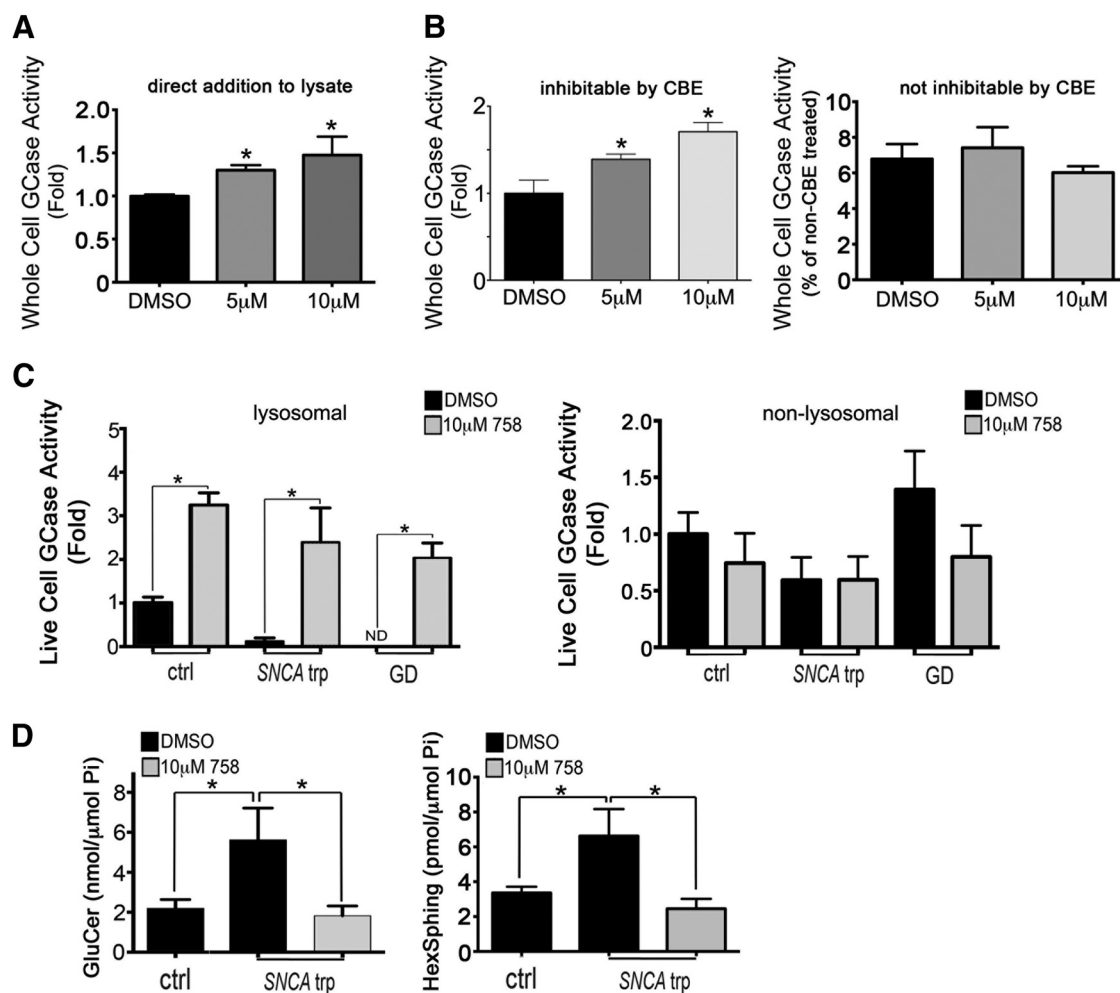 A
direct addition to lysate
Whole Cell GCase Activity
(Fold)
2.0
1.5
1.0
0.5
0
*
*
DMSO
5μM
10μM
B
inhibitable by CBE
Whole Cell GCase Activity
(Fold)
2
1
0
*
*
DMSO
5μM
10μM
not inhibitable by CBE
Whole Cell GCase Activity
(% of non-CBE treated)
10
8
6
4
2
0
DMSO
5μM
10μM
C
DMSO
10μM 758
lysosomal
Live Cell GCase Activity
(Fold)
5
4
3
2
1
0
*
*
*
ND
ctrl
SNCA trp
GD
DMSO
10μM 758
non-lysosomal
Live Cell GCase Activity
(Fold)
2.0
1.5
1.0
0.5
0
ctrl
SNCA trp
GD
D
DMSO
10μM 758
GluCer (nmol/μmol Pi)
8
6
4
2
0
*
*
ctrl
SNCA trp
DMSO
10μM 758
HexSphing (pmol/μmol Pi)
10
8
6
4
2
0
*
*
ctrl
SNCA trp